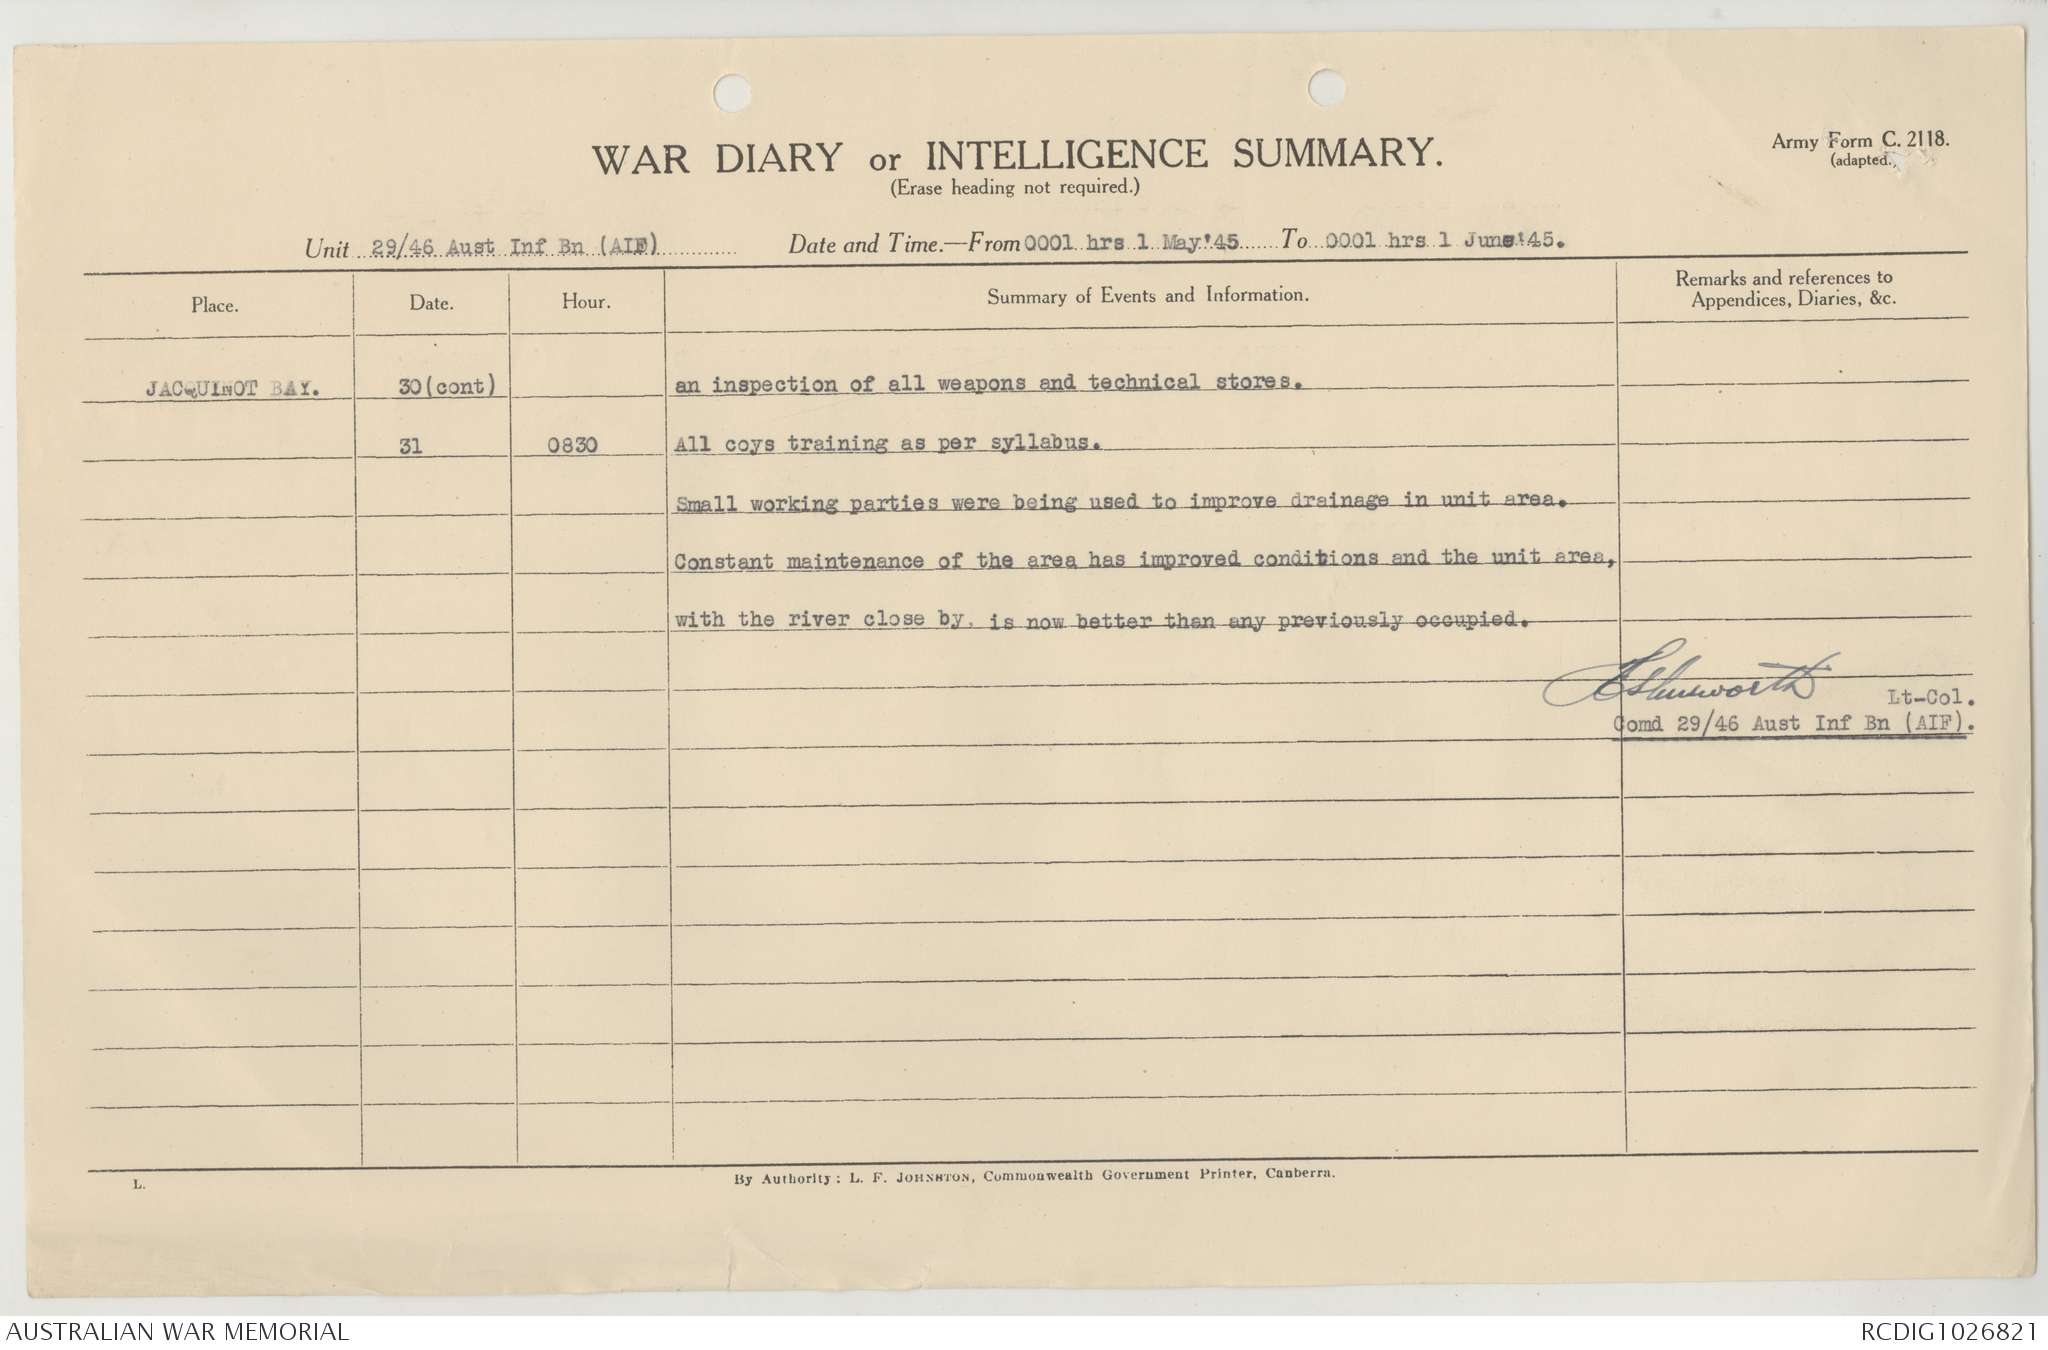 WAR DIARY or INTELLIGENCE SUMMARY.
(Erase heading not required.)
Army Form C. 2118.
(adapted.)
Unit 29/46 Aust Inf Bn (AIF) Date and Time.—From 0001 hrs 1 May '45 To 0001 hrs 1 June '45.
Place. Date. Hour. Summary of Events and Information. Remarks and references to Appendices, Diaries, &c.
JACQUINOT BAY. 30(cont) an inspection of all weapons and technical stores.
31 0830 All coys training as per syllabus.
Small working parties were being used to improve drainage in unit area.
Constant maintenance of the area has improved conditions and the unit area,
with the river close by, is now better than any previously occupied.
Lt-Col.
Comd 29/46 Aust Inf Bn (AIF).
L. By Authority: L. F. JOHNSTON, Commonwealth Government Printer, Canberra.
AUSTRALIAN WAR MEMORIAL RCDIG1026821